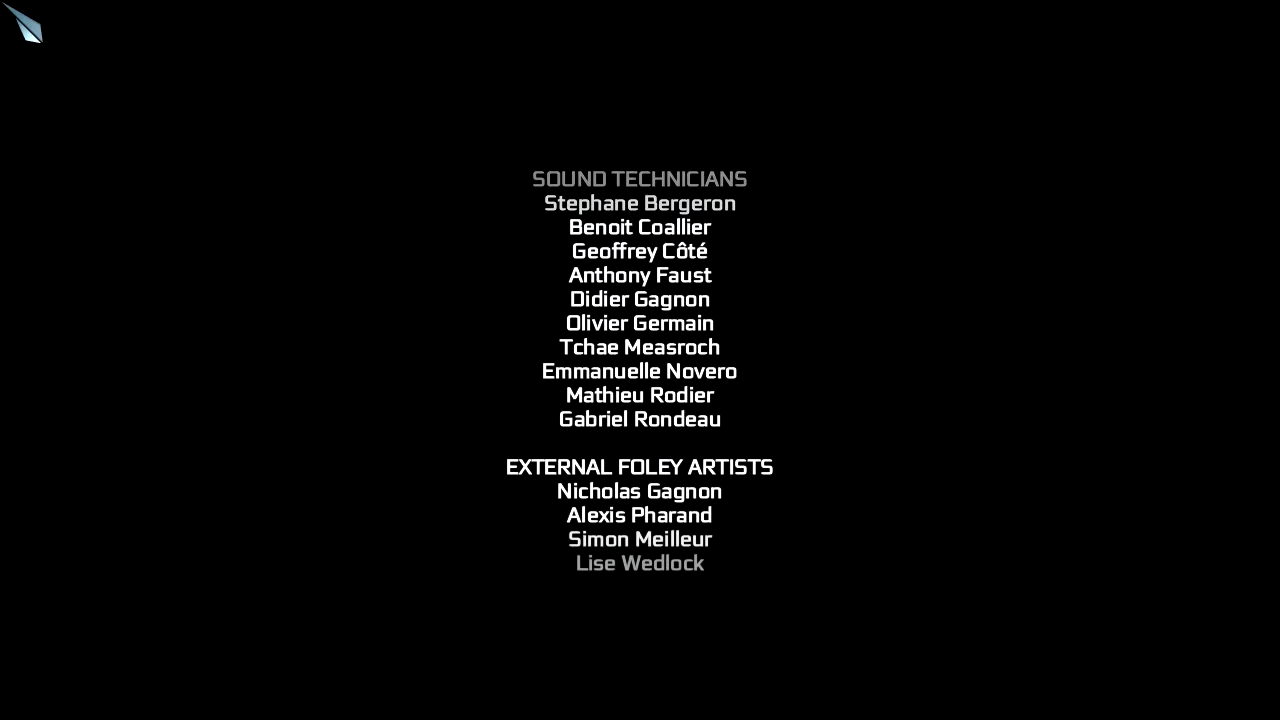 SOUND TECHNICIANS
Stephane Bergeron
Benoit Coallier
Geoffrey Côté
Anthony Faust
Didier Gagnon
Olivier Germain
Tchae Measroch
Emmanuelle Novero
Mathieu Rodier
Gabriel Rondeau
EXTERNAL FOLEY ARTISTS
Nicholas Gagnon
Alexis Pharand
Simon Meilleur
Lise Wedlock